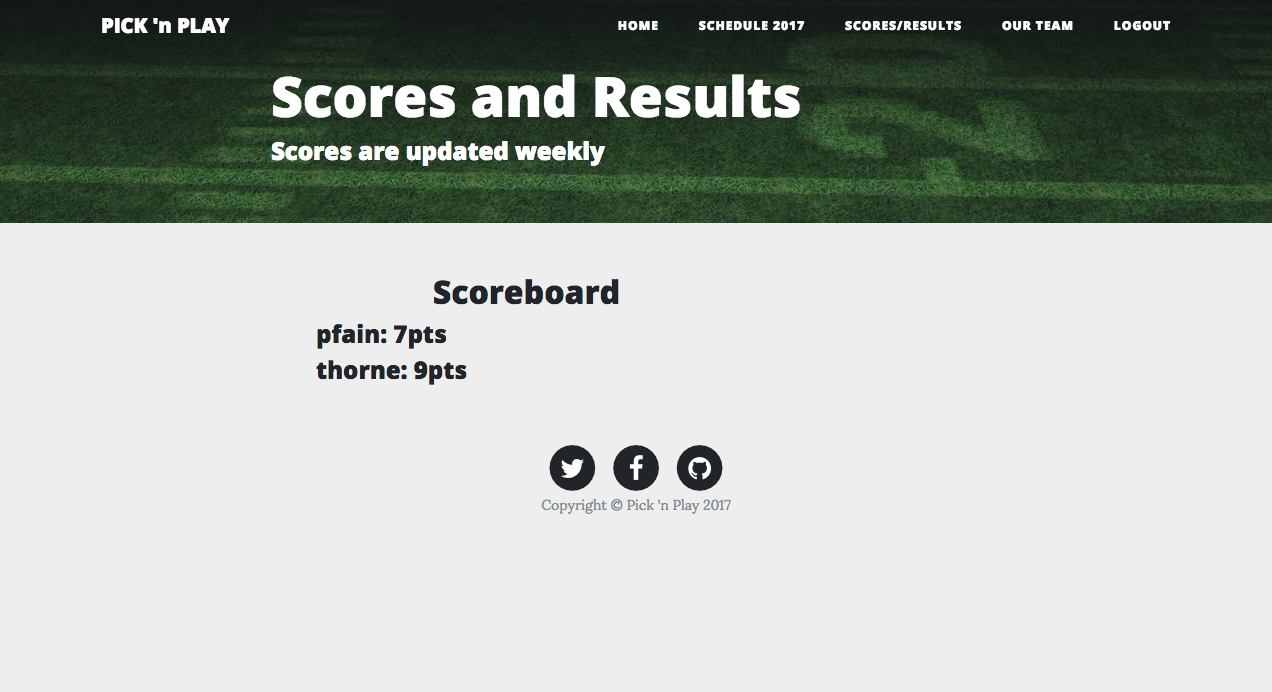 PICK 'n PLAY
HOME SCHEDULE 2017 SCORES/RESULTS OUR TEAM LOGOUT
Scores and Results
Scores are updated weekly
Scoreboard
pfain: 7pts
thorne: 9pts
Copyright © Pick 'n Play 2017